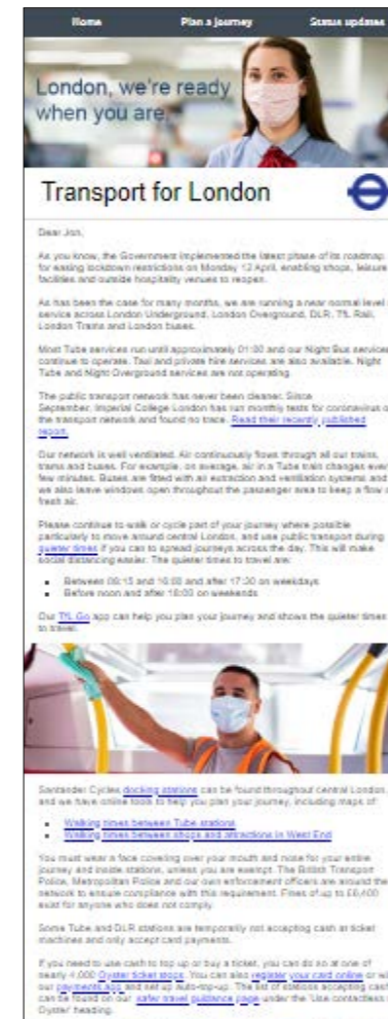 Home Plan a journey Status updates
London, we're ready
when you are.
Transport for London
Dear Jon,
As you know, the Government implemented the latest phase of its roadmap
for easing lockdown restrictions on Monday 12 April, enabling shops, leisure
facilities and outside hospitality venues to reopen.
As has been the case for many months, we are running a near normal level
service across London Underground, London Overground, DLR, TfL Rail,
London Trams and London buses.
Most Tube services run until approximately 01:00 and our Night Bus services
continue to operate. Taxi and private hire services are also available. Night
Tube and Night Overground services are not operating.
The public transport network has never been cleaner. Since
September, Imperial College London has run monthly tests for coronavirus o
the transport network and found no trace. Read their recently published
report.
Our network is well ventilated. Air continuously flows through all our trains,
trams and buses. For example, on average, air in a Tube train changes ever
few minutes. Buses are fitted with air extraction and ventilation systems and
we also leave windows open throughout the passenger area to keep a flow
fresh air.
Please continue to walk or cycle part of your journey where possible
particularly to move around central London, and use public transport during
quieter times if you can to spread journeys across the day. This will make
social distancing easier. The quieter times to travel are:
Between 08:15 and 16:00 and after 17:30 on weekdays
Before noon and after 18:00 on weekends
Our TfL Go app can help you plan your journey and shows the quieter times
to travel.
Santander Cycles docking stations can be found throughout central London,
and we have online tools to help you plan your journey, including maps of:
Walking times between Tube stations
Walking times between shops and attractions in West End
You must wear a face covering over your mouth and nose for your entire
journey and inside stations, unless you are exempt. The British Transport
Police, Metropolitan Police and our own enforcement officers are around the
network to ensure compliance with this requirement. Fines of up to £6,400
exist for anyone who does not comply.
Some Tube and DLR stations are temporarily not accepting cash at ticket
machines and only accept card payments.
If you need to use cash to top up or buy a ticket, you can do so at one of
nearly 4,000 Oyster ticket stops. You can also register your card online or wi
our payments app and set up auto-top-up. The list of stations accepting cash
can be found on our safer travel guidance page under the 'Use contactless
Oyster' heading.